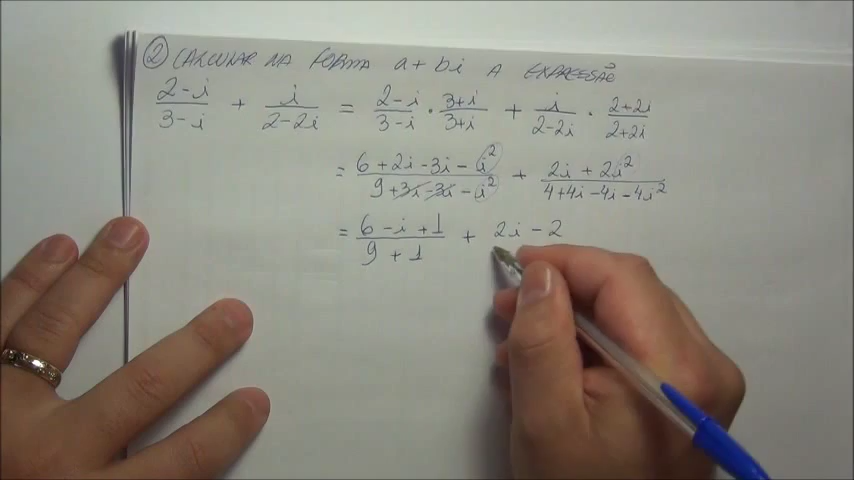 ② CALCULAR NA FORMA a + bi A EXPRESSÃO
(2-i)/(3-i) + i/(2-2i) = (2-i)/(3-i) · (3+i)/(3+i) + i/(2-2i) · (2+2i)/(2+2i)
= (6+2i-3i-i²)/(9+3i-3i-i²) + (2i+2i²)/(4+4i-4i-4i²)
= (6-i+1)/(9+1) + 2i-2